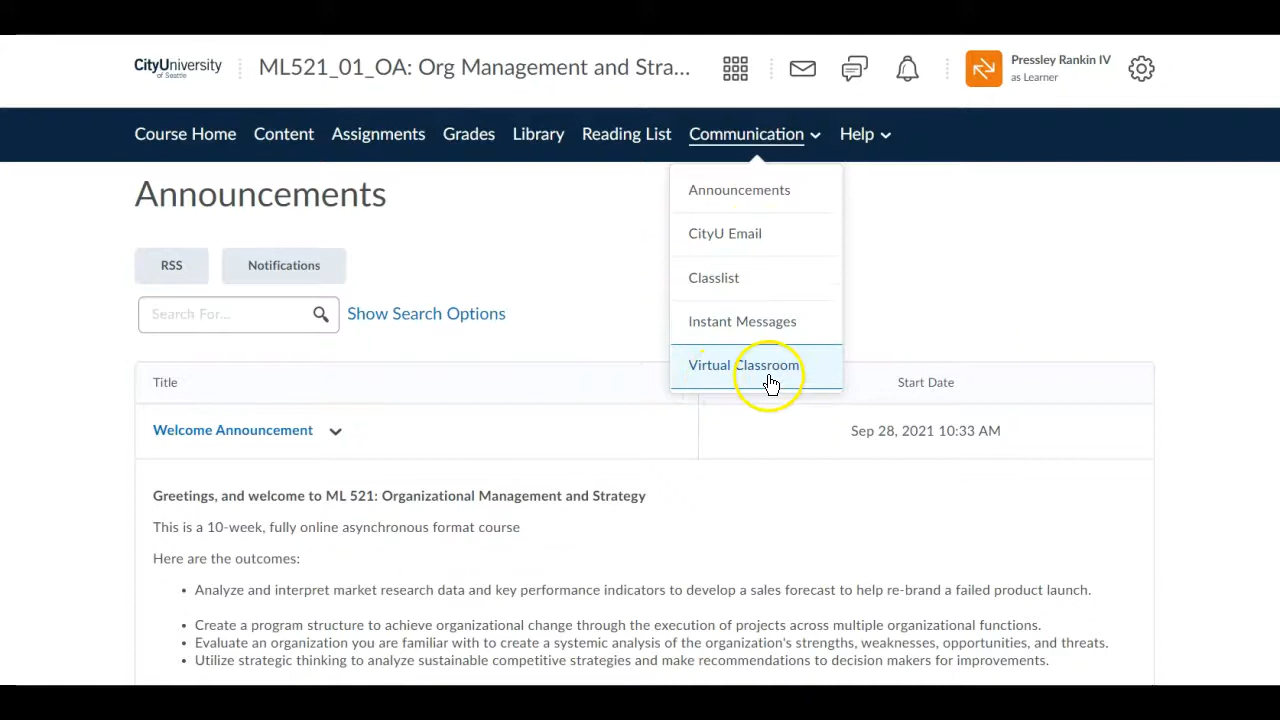 CityUniversity
of Seattle
ML521_01_OA: Org Management and Stra...
Pressley Rankin IV
as Learner
Course Home Content Assignments Grades Library Reading List Communication Help
Announcements
Announcements
CityU Email
Classlist
Instant Messages
Virtual Classroom
RSS Notifications
Search For... Show Search Options
Title Start Date
Welcome Announcement Sep 28, 2021 10:33 AM
Greetings, and welcome to ML 521: Organizational Management and Strategy
This is a 10-week, fully online asynchronous format course
Here are the outcomes:
• Analyze and interpret market research data and key performance indicators to develop a sales forecast to help re-brand a failed product launch.
• Create a program structure to achieve organizational change through the execution of projects across multiple organizational functions.
• Evaluate an organization you are familiar with to create a systemic analysis of the organization's strengths, weaknesses, opportunities, and threats.
• Utilize strategic thinking to analyze sustainable competitive strategies and make recommendations to decision makers for improvements.